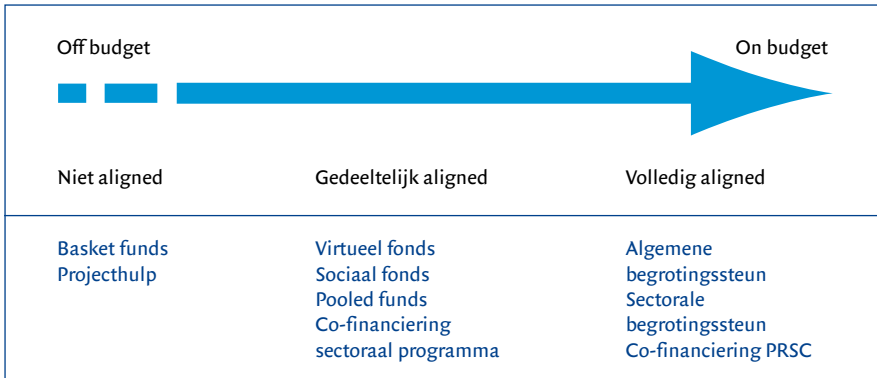 Off budget
On budget
Niet aligned
Gedeeltelijk aligned
Volledig aligned
Basket funds
Projecthulp
Virtueel fonds
Sociaal fonds
Pooled funds
Co-financiering
sectoraal programma
Algemene
begrotingssteun
Sectorale
begrotingssteun
Co-financiering PRSC